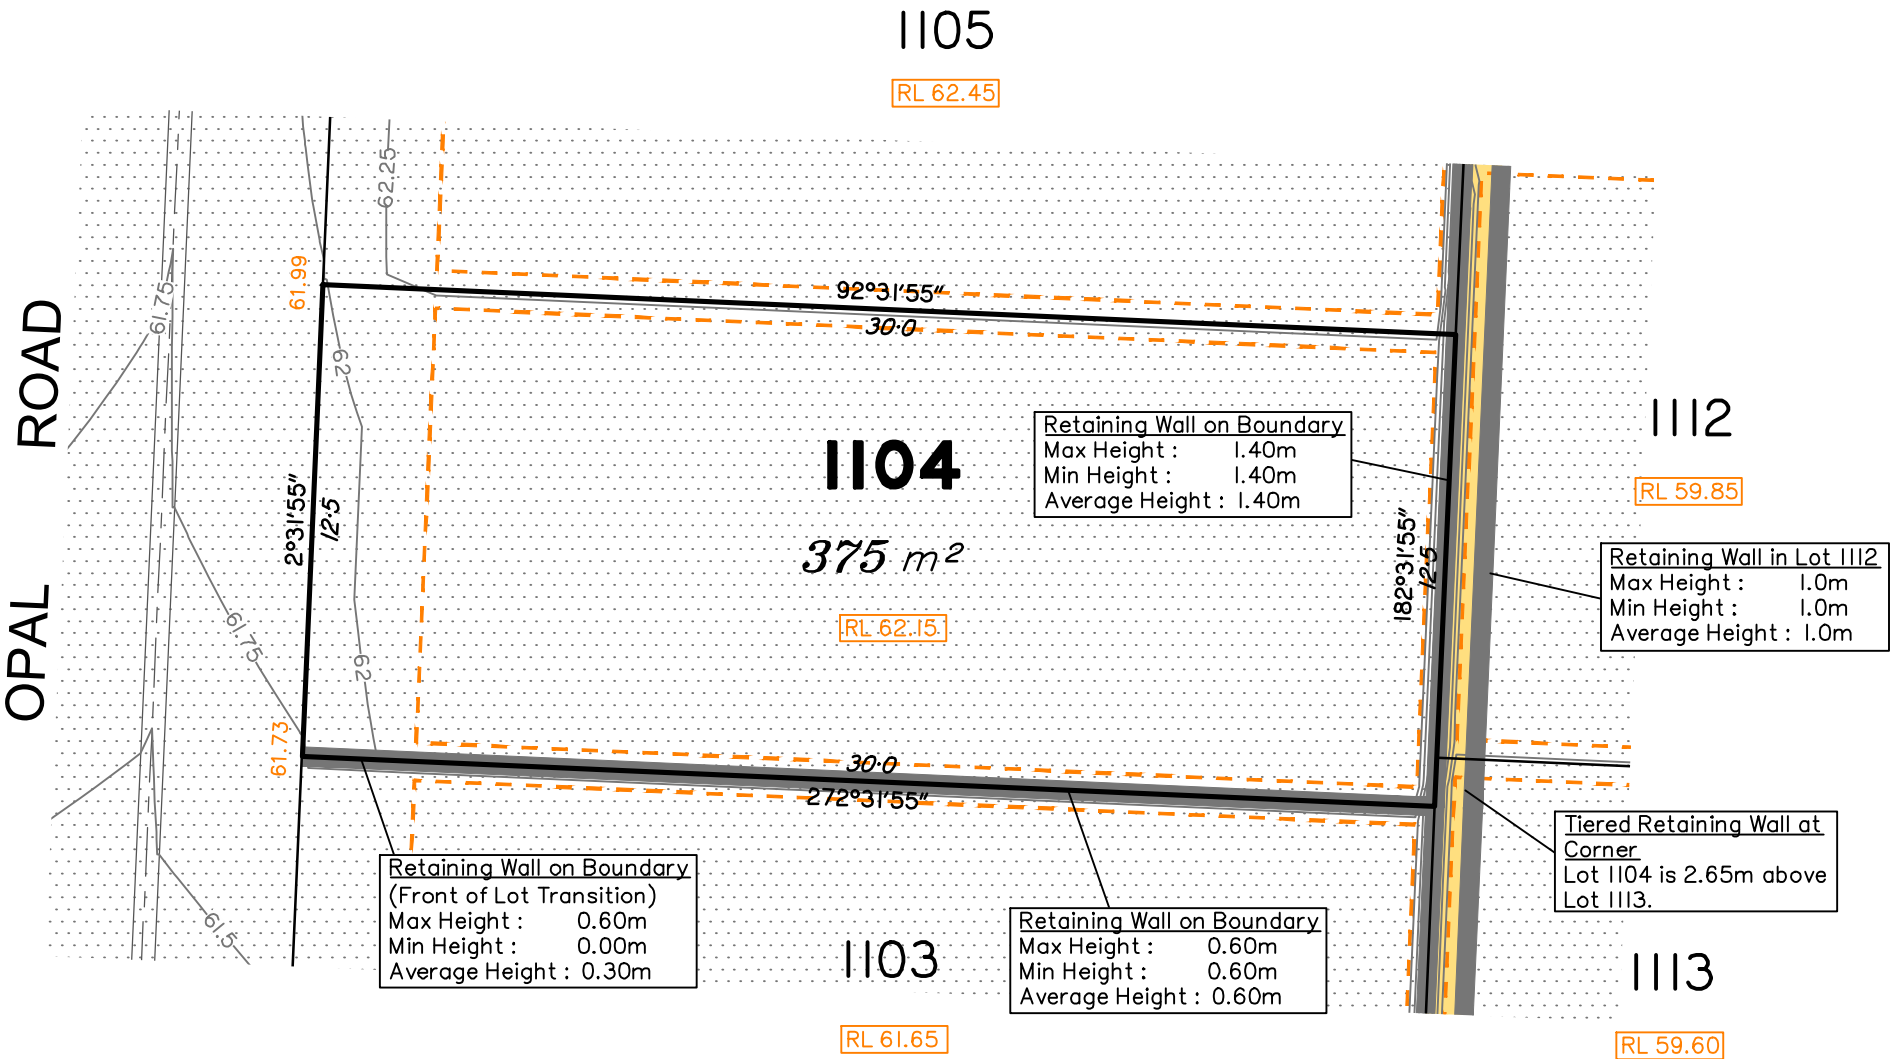 1105
RL 62.45
62.25
61.99
61.75
92°31'55"
30·0
ROAD
62
1112
Retaining Wall on Boundary
Max Height : 1.40m
Min Height : 1.40m
Average Height : 1.40m
1104
RL 59.85
2°31'55"
12·5
182°31'55"
12·5
375 m²
Retaining Wall in Lot 1112
Max Height : 1.0m
Min Height : 1.0m
Average Height : 1.0m
OPAL
61.75
RL 62.15
62
61.73
30·0
272°31'55"
Tiered Retaining Wall at
Corner
Lot 1104 is 2.65m above
Lot 1113.
Retaining Wall on Boundary
(Front of Lot Transition)
Max Height : 0.60m
Min Height : 0.00m
Average Height : 0.30m
61.5
1103
Retaining Wall on Boundary
Max Height : 0.60m
Min Height : 0.60m
Average Height : 0.60m
1113
RL 61.65
RL 59.60